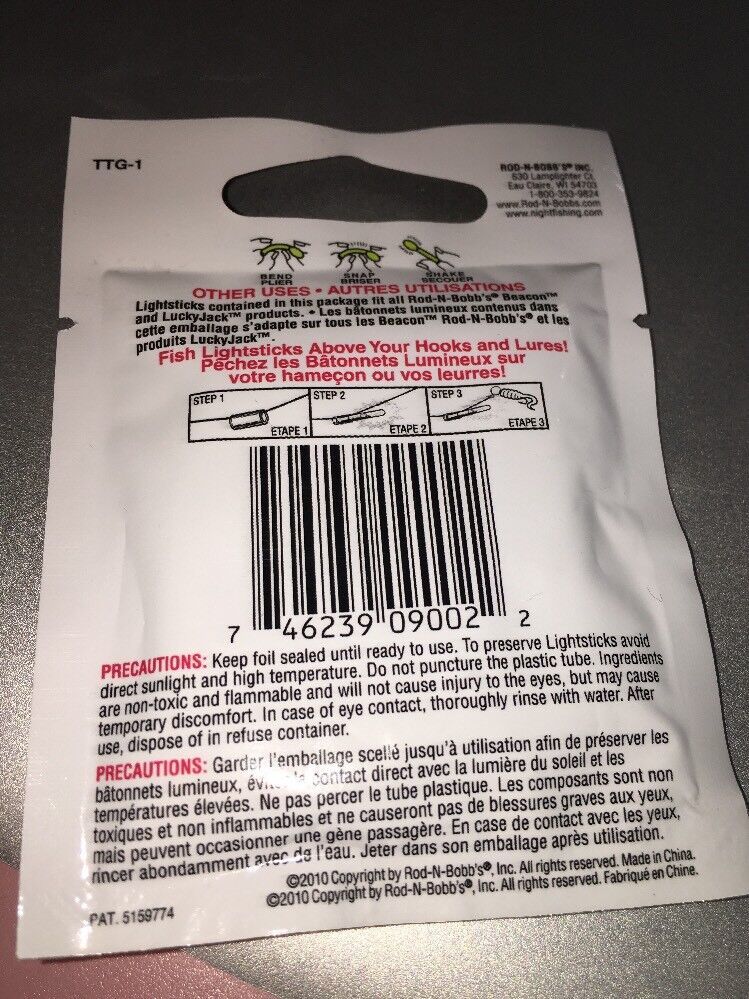 TTG-1
ROD-N-BOBB'S® INC.
630 Lamplighter Ct.
Eau Claire, WI 54703
1-800-353-9824
www.Rod-N-Bobbs.com
www.nightfishing.com
BEND SNAP SHAKE
PLIER BRISER SECOUER
OTHER USES • AUTRES UTILISATIONS
Lightsticks contained in this package fit all Rod-N-Bobb's® Beacon™
and LuckyJack™ products. • Les bâtonnets lumineux contenus dans
cette emballage s'adapte sur tous les Beacon™ Rod-N-Bobb's® et les
produits LuckyJack™.
Fish Lightsticks Above Your Hooks and Lures!
Pêchez les Bâtonnets Lumineux sur
votre hameçon ou vos leurres!
STEP 1 STEP 2 STEP 3
ETAPE 1 ETAPE 2 ETAPE 3
7 46239 09002 2
PRECAUTIONS: Keep foil sealed until ready to use. To preserve Lightsticks avoid
direct sunlight and high temperature. Do not puncture the plastic tube. Ingredients
are non-toxic and flammable and will not cause injury to the eyes, but may cause
temporary discomfort. In case of eye contact, thoroughly rinse with water. After
use, dispose of in refuse container.
PRECAUTIONS: Garder l'emballage scellé jusqu'à utilisation afin de préserver les
bâtonnets lumineux, contact direct avec la lumière du soleil et les
températures élevées. Ne pas percer le tube plastique. Les composants sont non
toxiques et non inflammables et ne causeront pas de blessures graves aux yeux,
mais peuvent occasionner une gène passagère. En case de contact avec les yeux,
rincer abondamment avec de l'eau. Jeter dans son emballage après utilisation.
©2010 Copyright by Rod-N-Bobb's®, Inc. All rights reserved. Made in China.
©2010 Copyright by Rod-N-Bobb's®, Inc. All rights reserved. Fabriqué en Chine.
PAT. 5159774